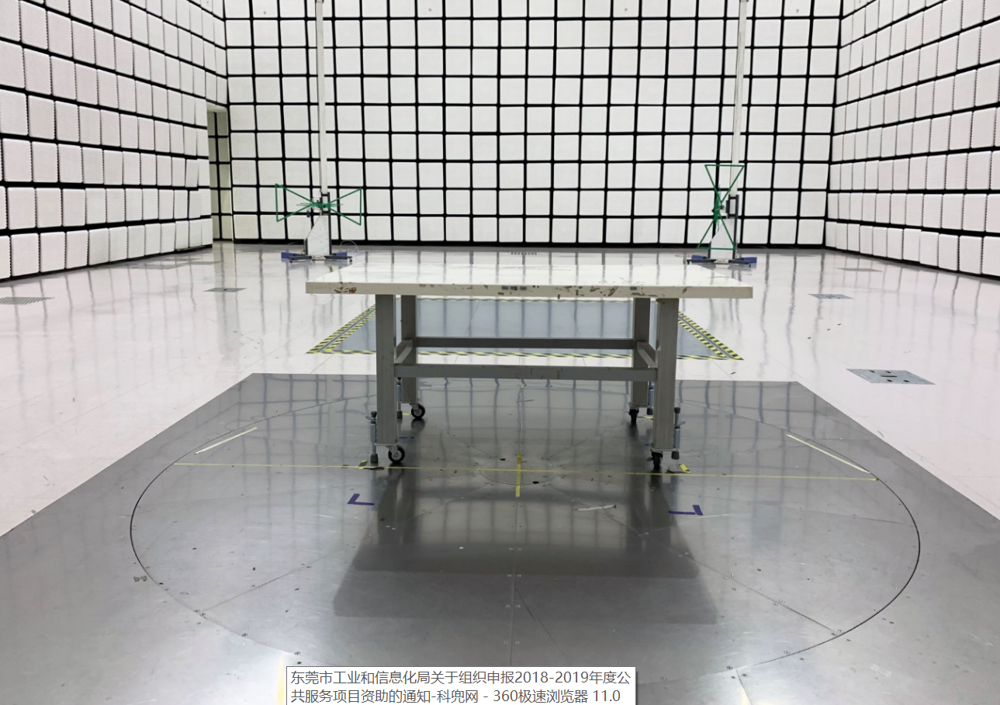 东莞市工业和信息化局关于组织申报2018-2019年度公
共服务项目资助的通知-科兜网 - 360极速浏览器 11.0